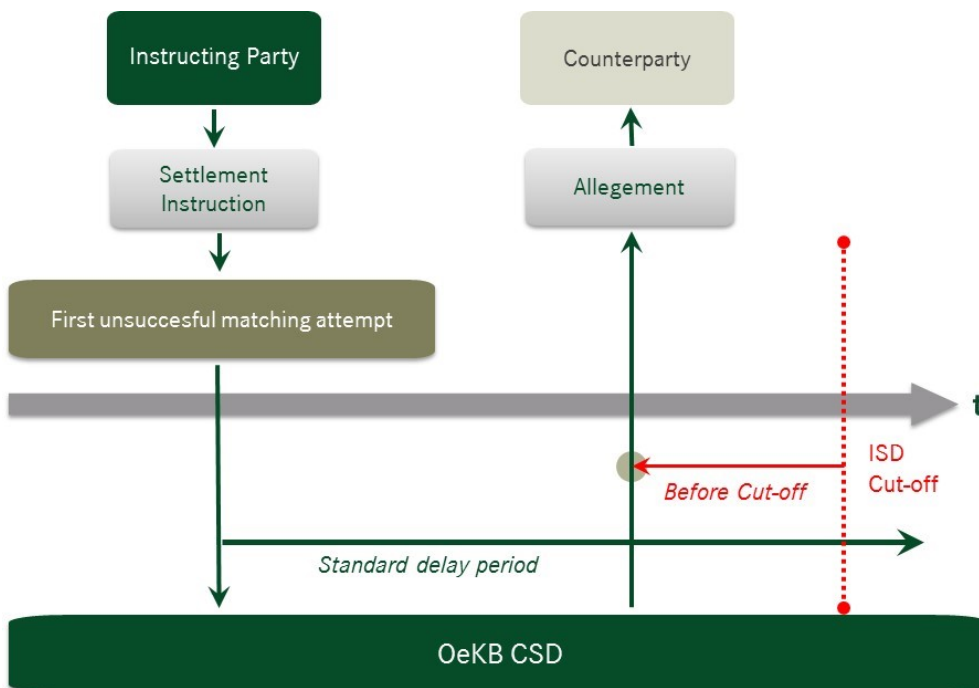 Instructing Party
Counterparty
Settlement
Instruction
Allegement
First unsuccesful matching attempt
t
ISD
Cut-off
Before Cut-off
Standard delay period
OeKB CSD